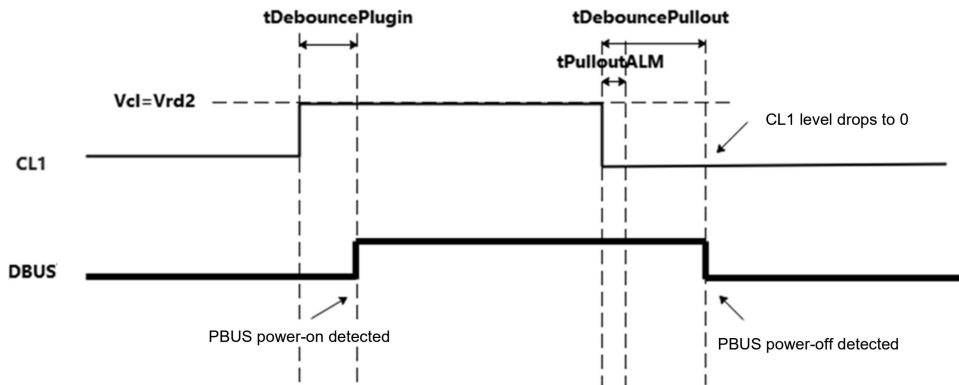 tDebouncePlugin
tDebouncePullout
tPulloutALM
Vcl=Vrd2
CL1 level drops to 0
CL1
DBUS
PBUS power-on detected
PBUS power-off detected